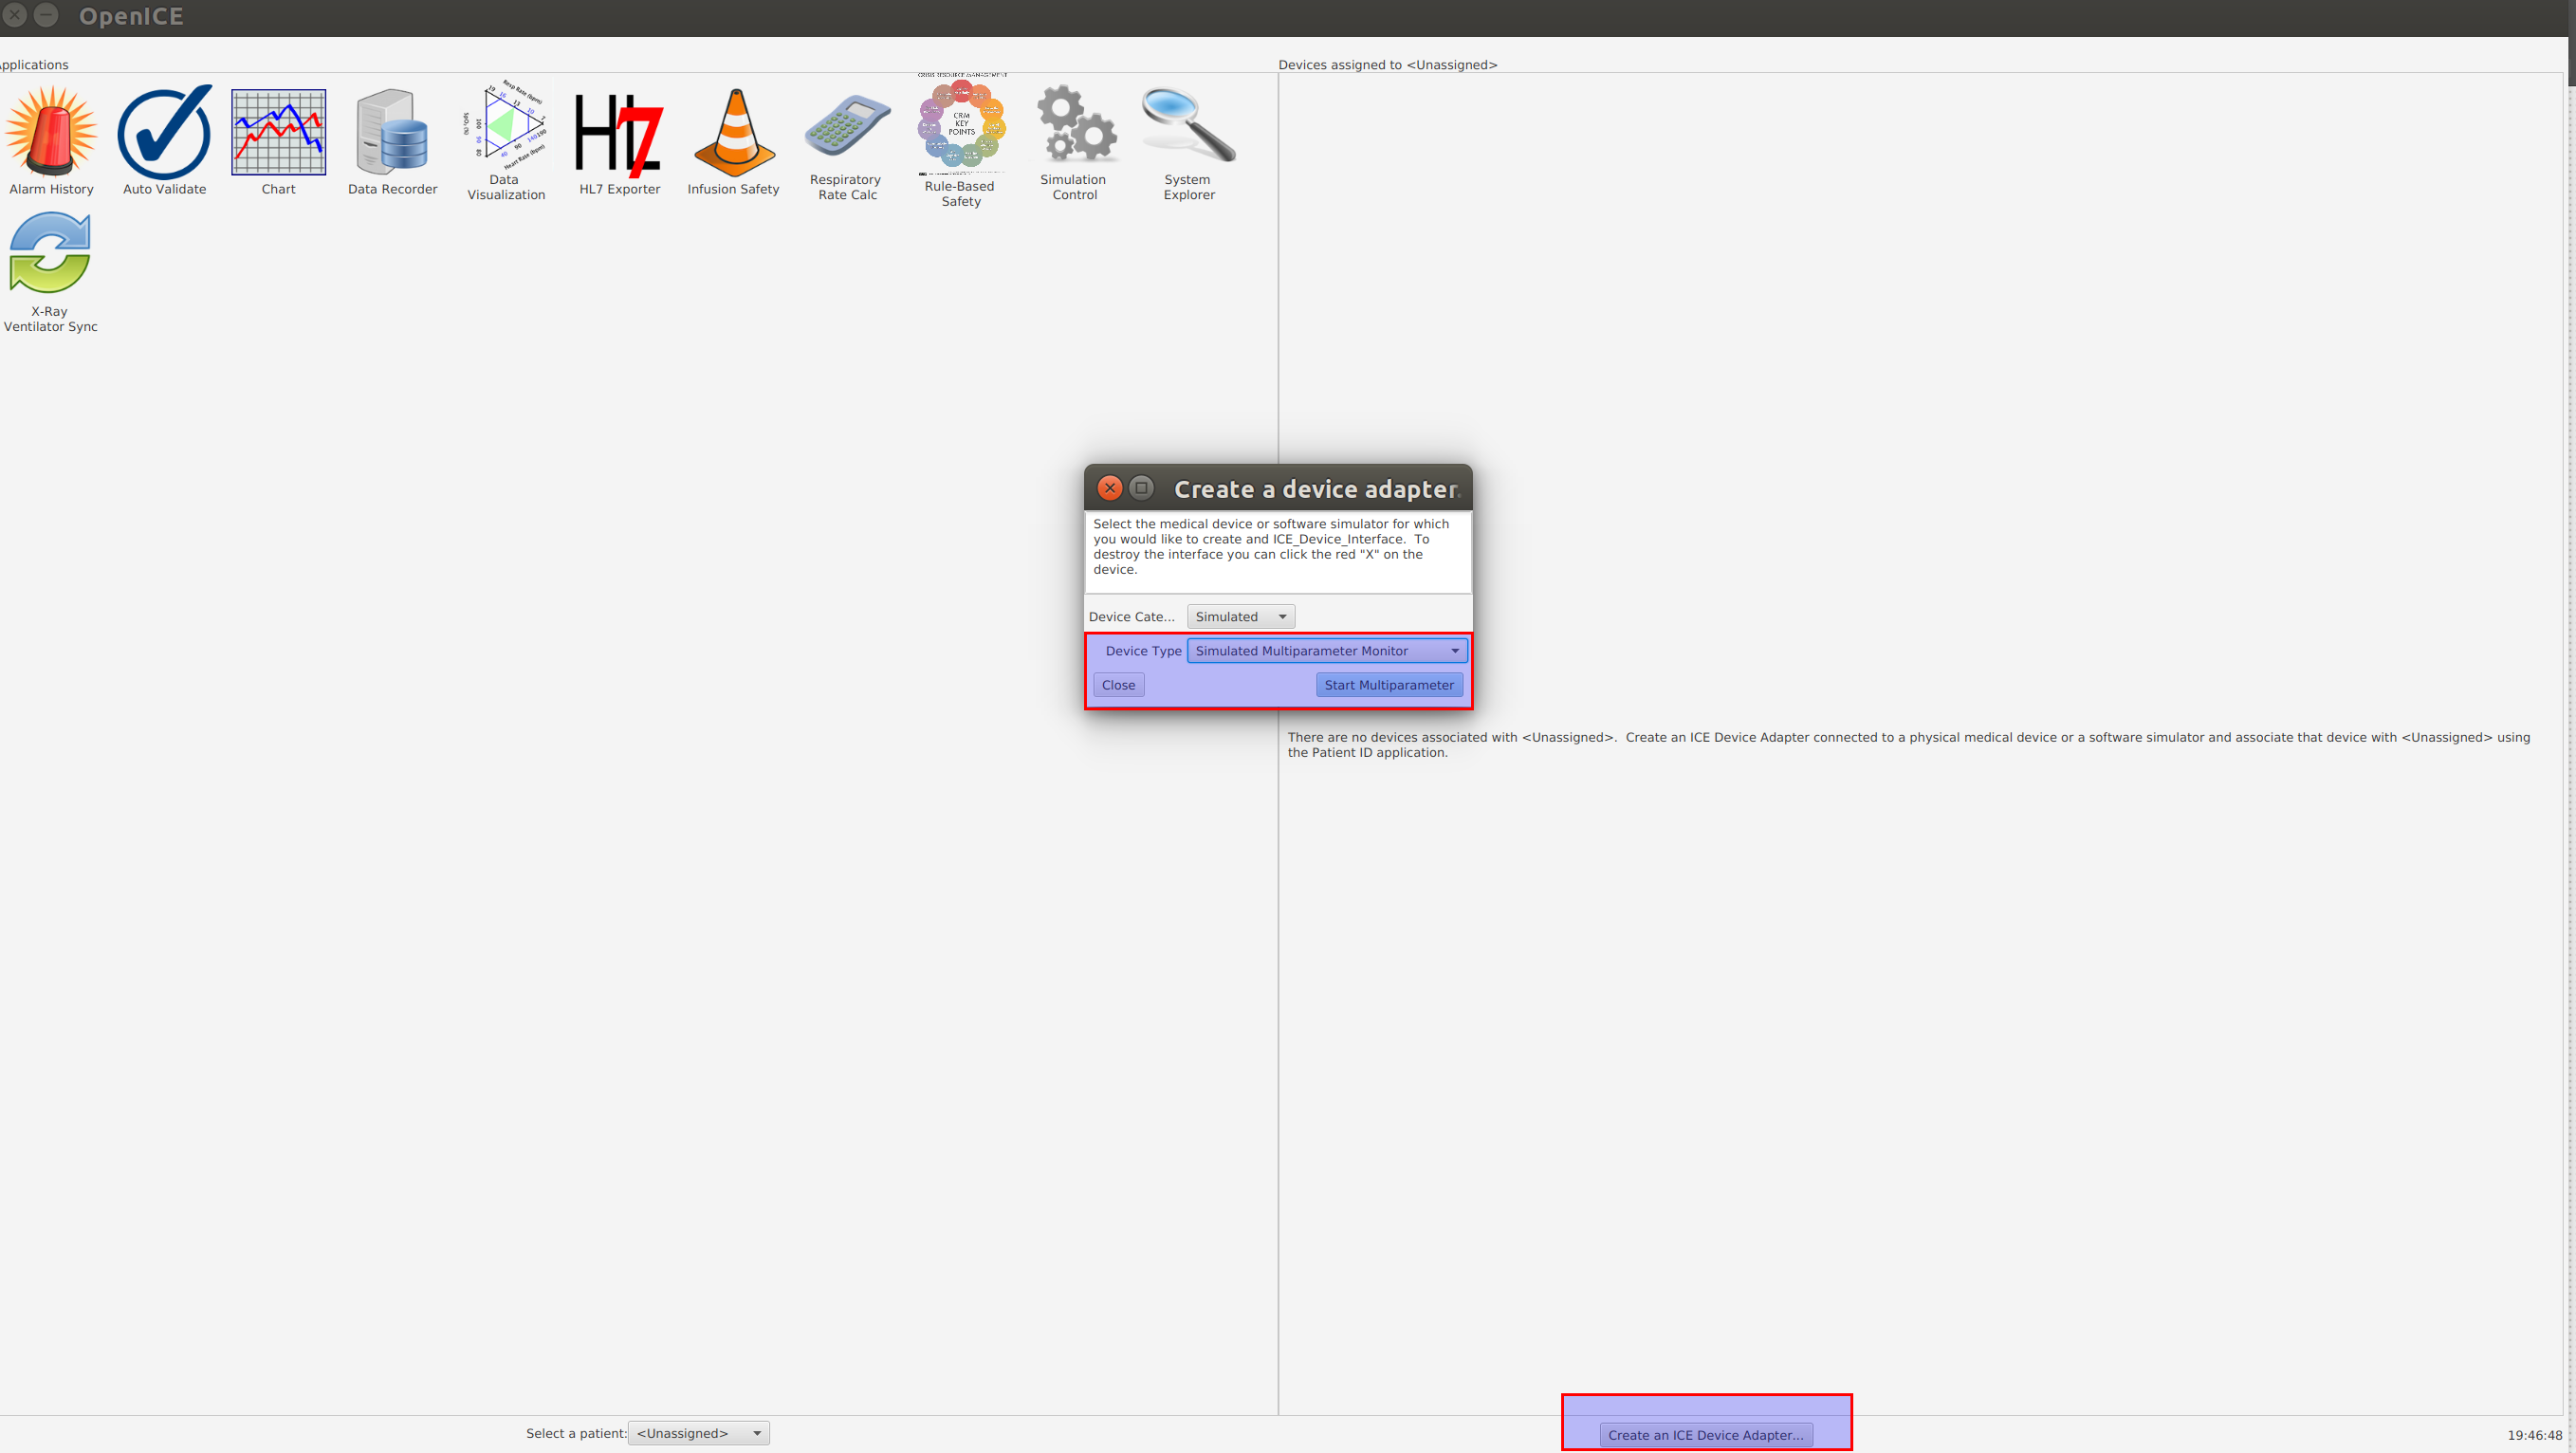 OpenICE
Applications
Devices assigned to <Unassigned>
CRM
KEY
POINTS
Alarm History
Auto Validate
Chart
Data Recorder
Data
Visualization
HL7 Exporter
Infusion Safety
Respiratory
Rate Calc
Rule-Based
Safety
Simulation
Control
System
Explorer
X-Ray
Ventilator Sync
Create a device adapter.
Select the medical device or software simulator for which
you would like to create and ICE_Device_Interface.  To
destroy the interface you can click the red "X" on the
device.
Device Cate... Simulated
Device Type Simulated Multiparameter Monitor
Close Start Multiparameter
There are no devices associated with <Unassigned>.  Create an ICE Device Adapter connected to a physical medical device or a software simulator and associate that device with <Unassigned> using
the Patient ID application.
Select a patient: <Unassigned>
Create an ICE Device Adapter...
19:46:48